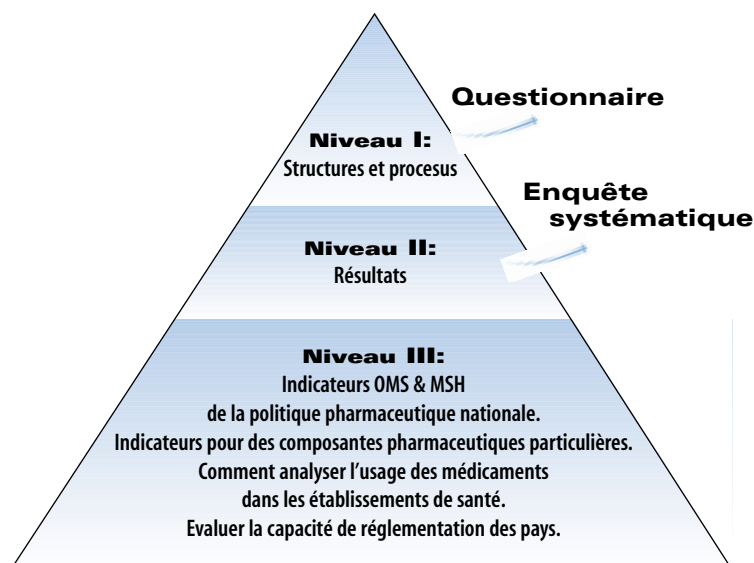 Questionnaire
Niveau I:
Structures et procesus
Enquête
systématique
Niveau II:
Résultats
Niveau III:
Indicateurs OMS & MSH
de la politique pharmaceutique nationale.
Indicateurs pour des composantes pharmaceutiques particulières.
Comment analyser l’usage des médicaments
dans les établissements de santé.
Evaluer la capacité de réglementation des pays.